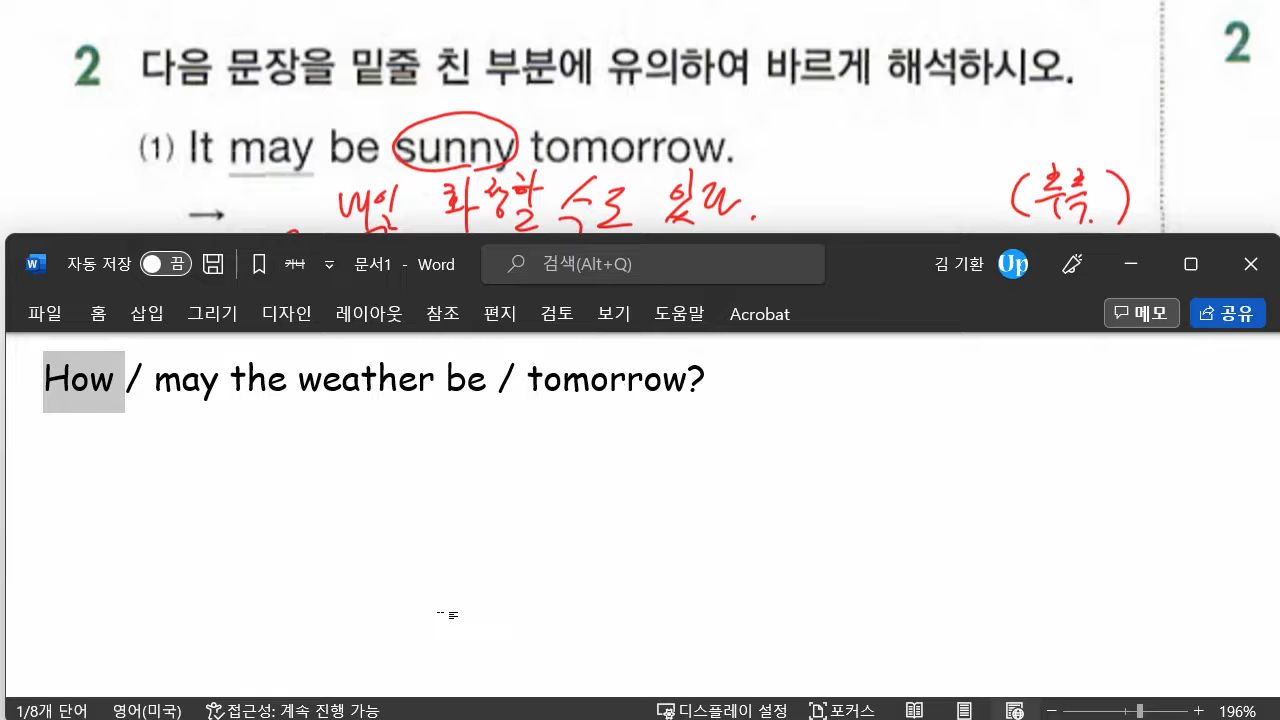 2 다음 문장을 밑줄 친 부분에 유의하여 바르게 해석하시오.
2
(1) It may be sunny tomorrow.
→ 내일 화창할 수도 있다. (추측.)
자동 저장 끔 가나 문서1 - Word 검색(Alt+Q) 김 기환 Up
파일 홈 삽입 그리기 디자인 레이아웃 참조 편지 검토 보기 도움말 Acrobat 메모 공유
How / may the weather be / tomorrow?
1/8개 단어 영어(미국) 접근성: 계속 진행 가능 디스플레이 설정 포커스 196%